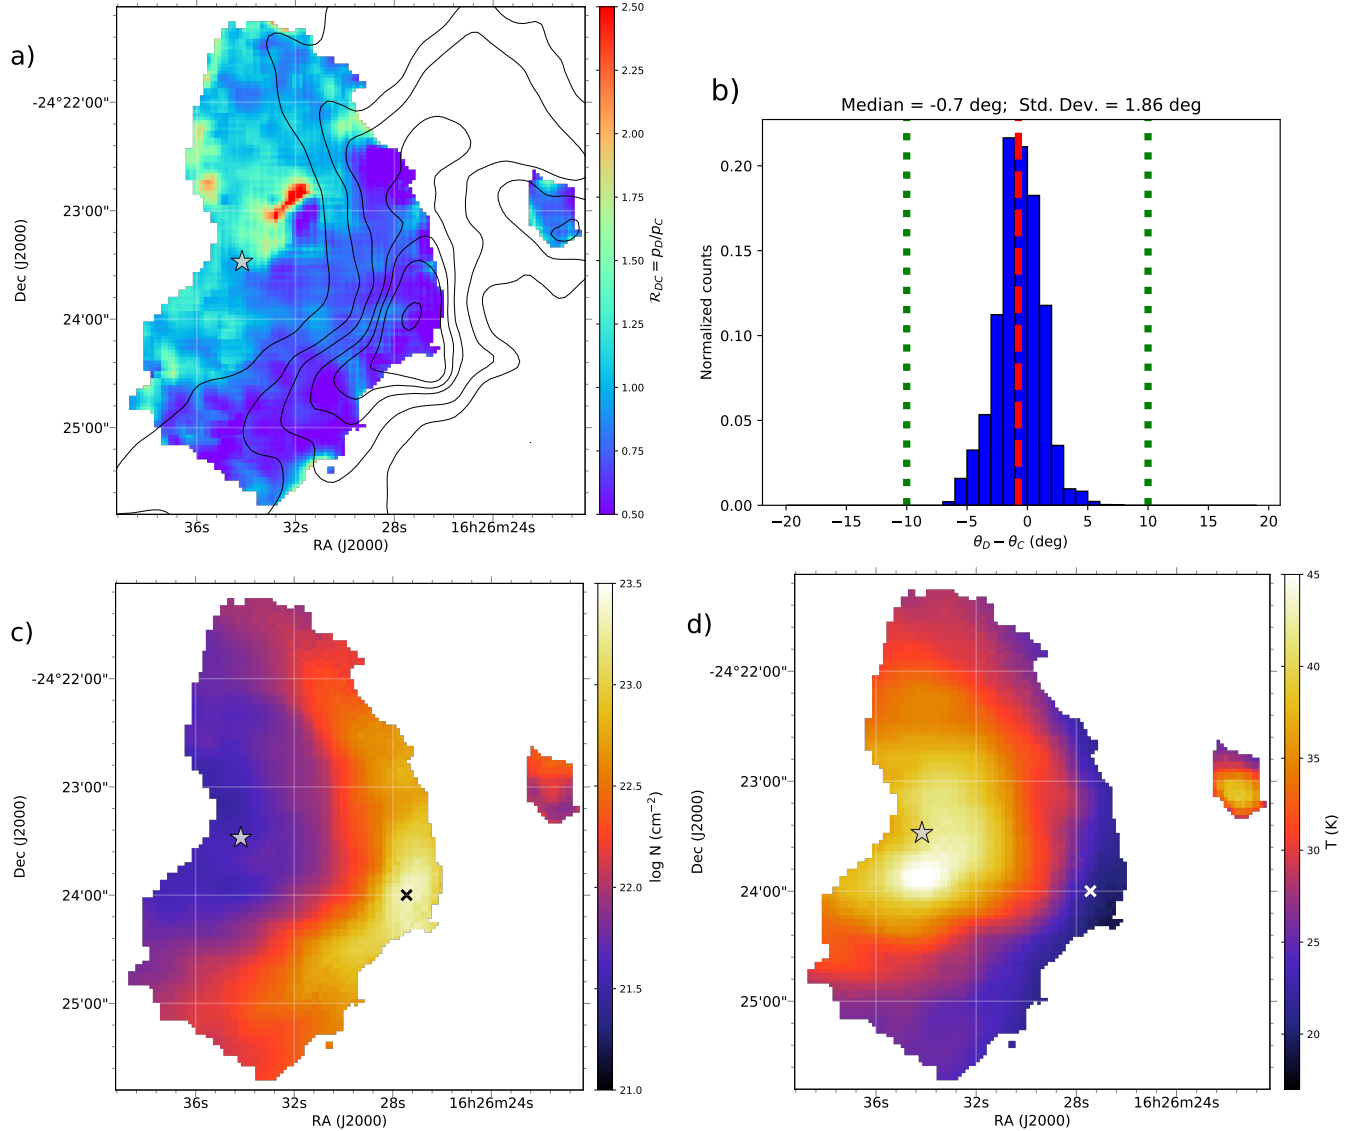 a)
-24°22'00"
23'00"
24'00"
25'00"
Dec (J2000)
36s
32s
28s
16h26m24s
RA (J2000)
2.50
2.25
2.00
1.75
1.50
1.25
1.00
0.75
0.50
ℛ_DC = p_D/p_C
b)
Median = -0.7 deg; Std. Dev. = 1.86 deg
0.20
0.15
0.10
0.05
0.00
Normalized counts
−20
−15
−10
−5
0
5
10
15
20
θ_D − θ_C (deg)
c)
-24°22'00"
23'00"
24'00"
25'00"
Dec (J2000)
36s
32s
28s
16h26m24s
RA (J2000)
23.5
23.0
22.5
22.0
21.5
21.0
log N (cm⁻²)
d)
-24°22'00"
23'00"
24'00"
25'00"
Dec (J2000)
36s
32s
28s
16h26m24s
RA (J2000)
45
40
35
30
25
20
T (K)